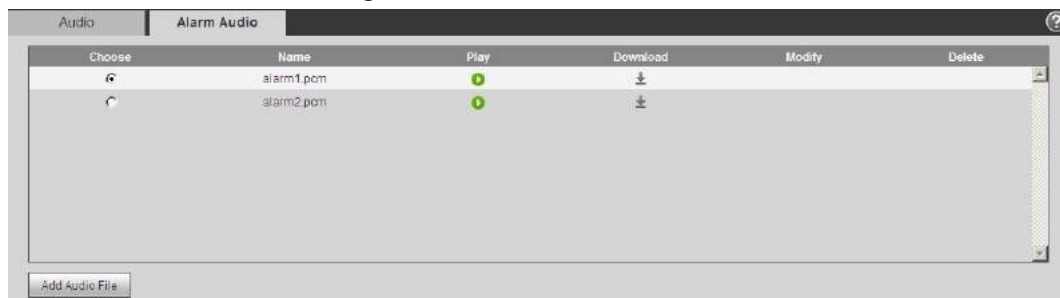 Audio Alarm Audio ?
Choose Name Play Download Modify Delete
alarm1.pcm
alarm2.pcm
Add Audio File